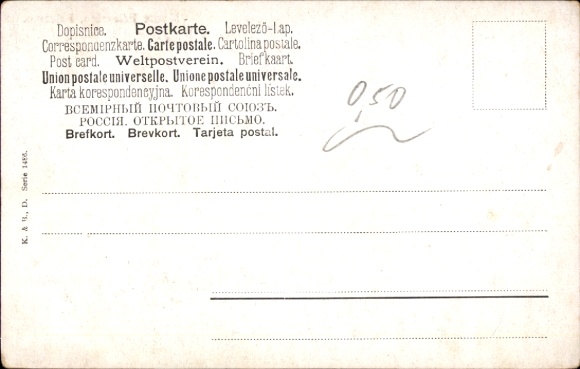 Dopisnice. Postkarte. Levelező-Lap.
Correspondenzkarte. Carte postale. Cartolina postale.
Post card. Weltpostverein. Briefkaart.
Union postale universelle. Unione postale universale.
Karta korespondencyjna. Korespondenční lístek.
ВСЕМІРНЫЙ ПОЧТОВЫЙ СОЮЗЪ.
РОССІЯ. ОТКРЫТОЕ ПИСЬМО.
Brefkort. Brevkort. Tarjeta postal.
0,50
K. & B., D. Serie 1486.